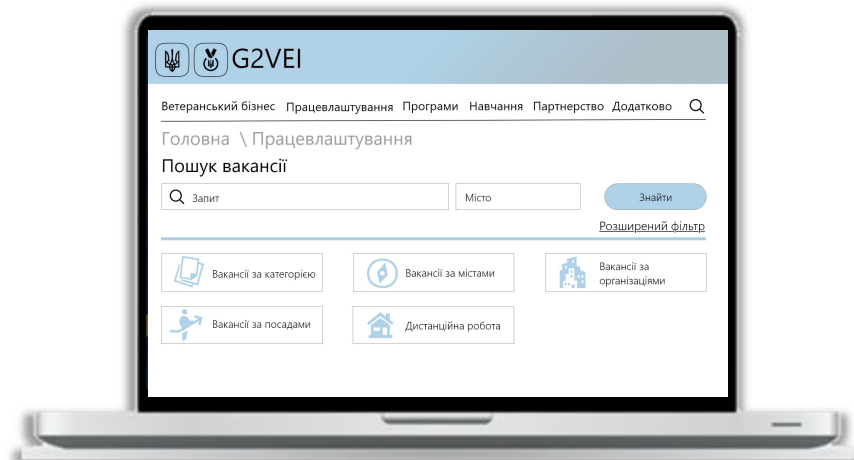 G2VEI
Ветеранський бізнес Працевлаштування Програми Навчання Партнерство Додатково
Головна \ Працевлаштування
Пошук вакансії
Запит Місто Знайти
Розширений фільтр
Вакансії за категорією Вакансії за містами Вакансії за
організаціями
Вакансії за посадами Дистанційна робота